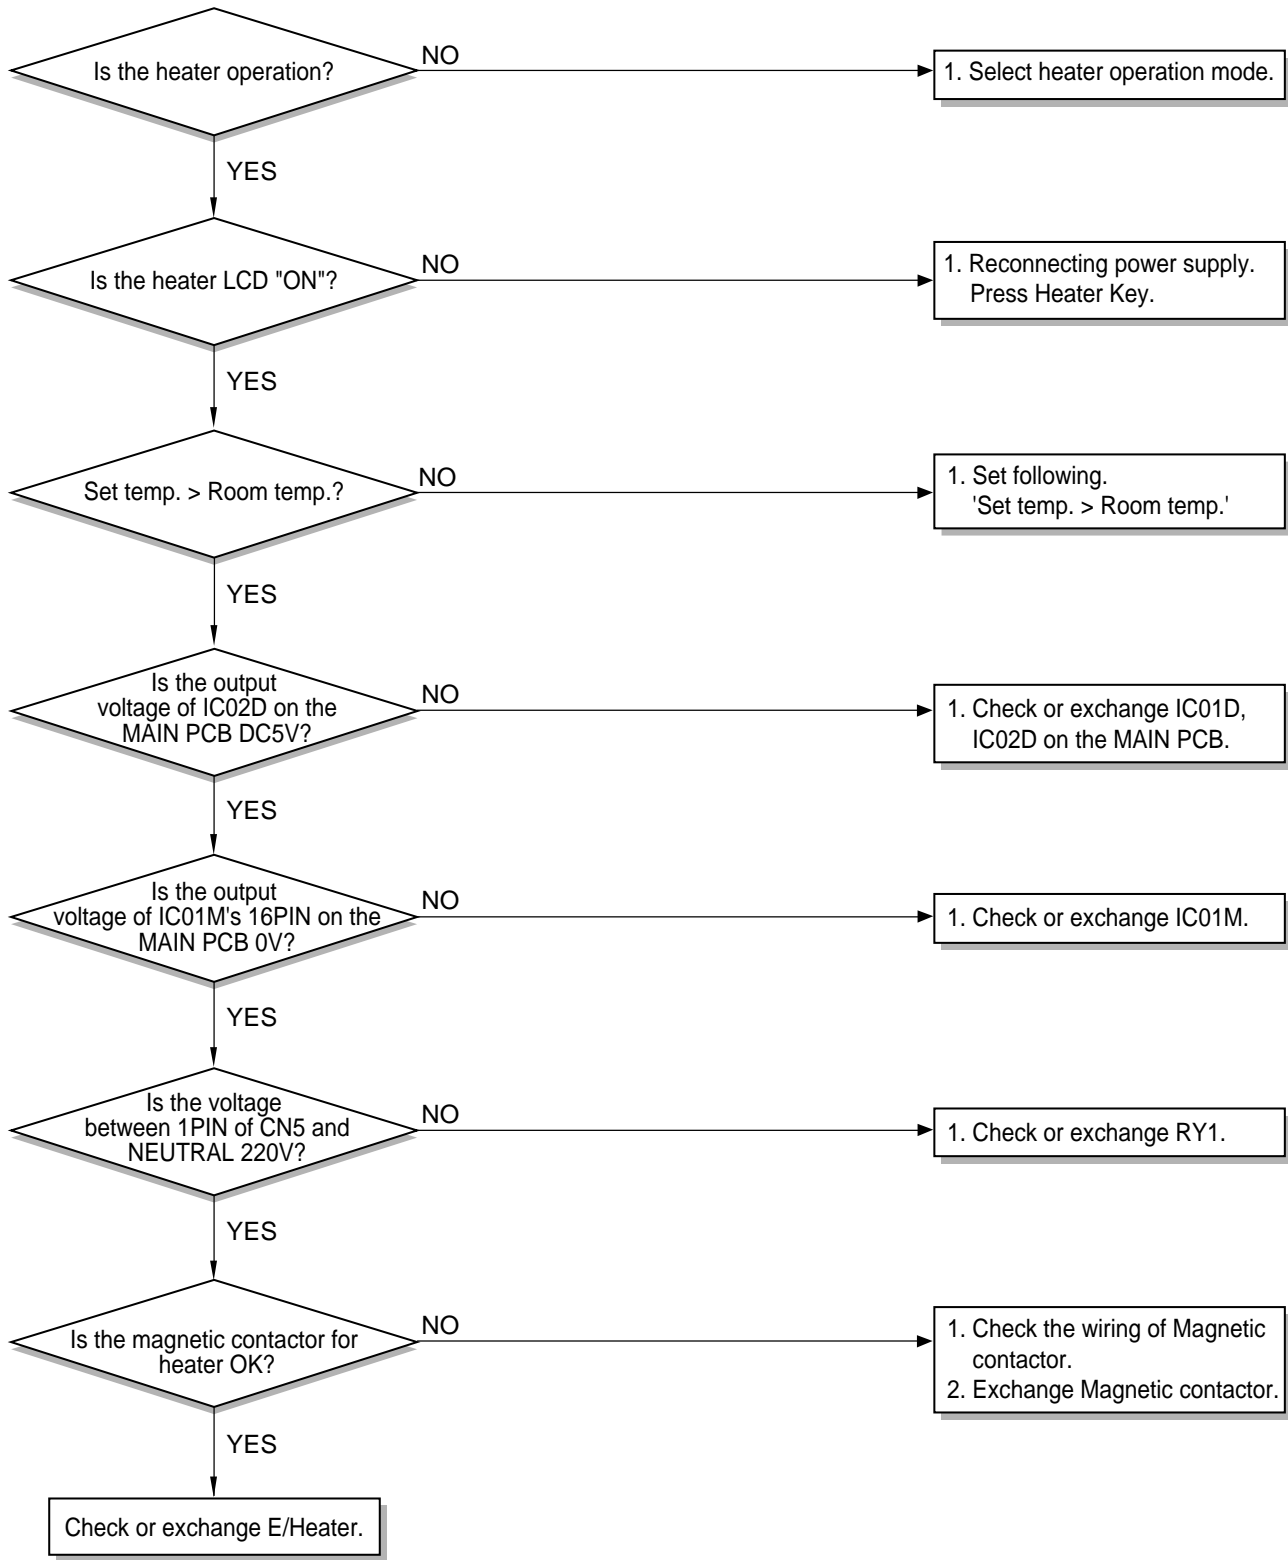 Is the heater operation?
NO
1. Select heater operation mode.
YES
Is the heater LCD "ON"?
NO
1. Reconnecting power supply.
Press Heater Key.
YES
Set temp. > Room temp.?
NO
1. Set following.
'Set temp. > Room temp.'
YES
Is the output
voltage of IC02D on the
MAIN PCB DC5V?
NO
1. Check or exchange IC01D,
IC02D on the MAIN PCB.
YES
Is the output
voltage of IC01M's 16PIN on the
MAIN PCB 0V?
NO
1. Check or exchange IC01M.
YES
Is the voltage
between 1PIN of CN5 and
NEUTRAL 220V?
NO
1. Check or exchange RY1.
YES
Is the magnetic contactor for
heater OK?
NO
1. Check the wiring of Magnetic
contactor.
2. Exchange Magnetic contactor.
YES
Check or exchange E/Heater.